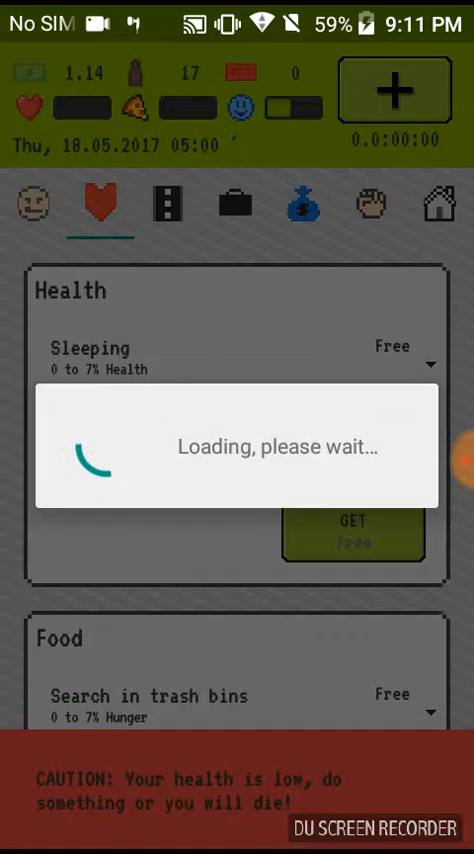 No SIM 59% 9:11 PM
1.14 17 0
Thu, 18.05.2017 05:00
0.0:00:00
Health
Sleeping Free
0 to 7% Health
Loading, please wait...
GET
Free
Food
Search in trash bins Free
0 to 7% Hunger
CAUTION: Your health is low, do
something or you will die!
DU SCREEN RECORDER